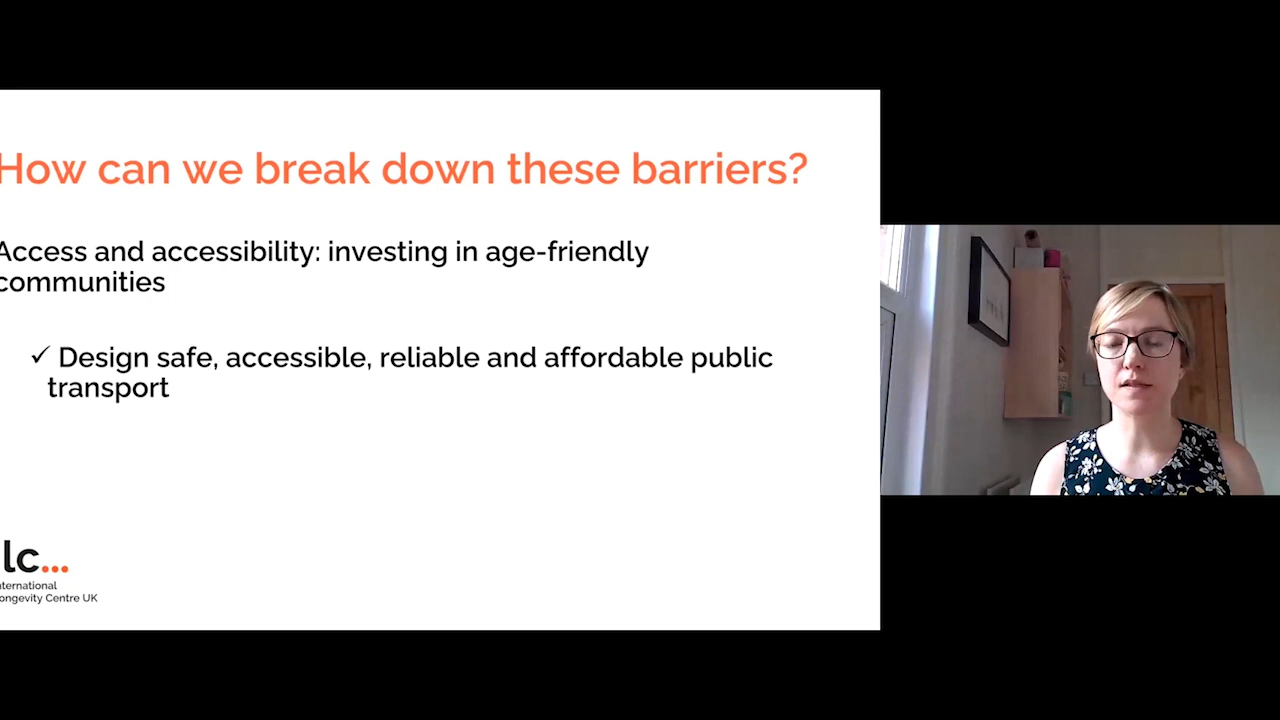 How can we break down these barriers?
Access and accessibility: investing in age-friendly
communities
✓ Design safe, accessible, reliable and affordable public
transport
lc...
nternational
ongevity Centre UK